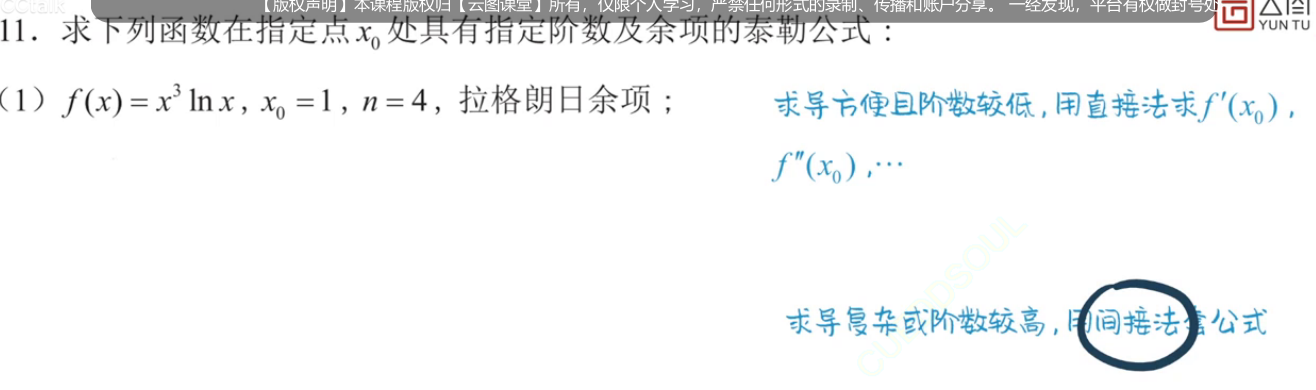 【版权声明】本课程版权归【云图课堂】所有，仅限个人学习，严禁任何形式的录制、传播和账户分享。 一经发现，平台有权做封号处
YUN TU
11．求下列函数在指定点 x₀ 处具有指定阶数及余项的泰勒公式：
（1）f(x) = x³ ln x, x₀ = 1, n = 4, 拉格朗日余项；
求导方便且阶数较低,用直接法求f′(x₀),
f″(x₀),⋯
求导复杂或阶数较高,用间接法套公式